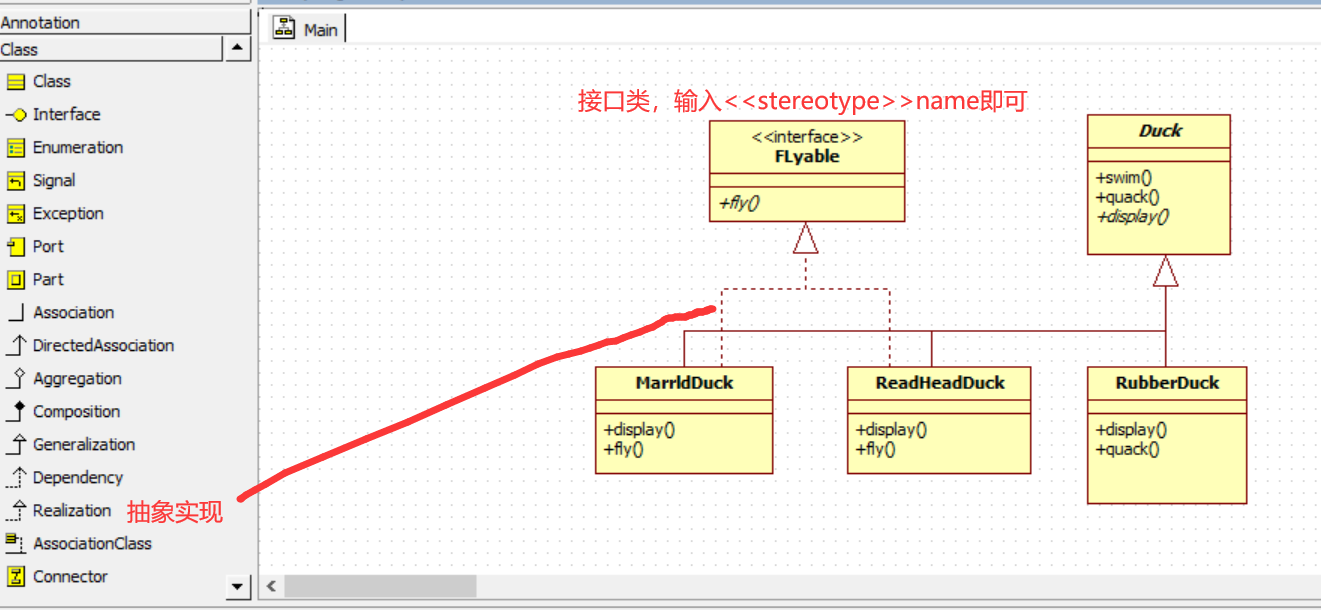 Annotation
Class
Class
Interface
Enumeration
Signal
Exception
Port
Part
Association
DirectedAssociation
Aggregation
Composition
Generalization
Dependency
Realization
抽象实现
AssociationClass
Connector
Main
接口类，输入<<stereotype>>name即可
<<interface>>
FLyable
+fly()
Duck
+swim()
+quack()
+display()
MarrldDuck
+display()
+fly()
ReadHeadDuck
+display()
+fly()
RubberDuck
+display()
+quack()